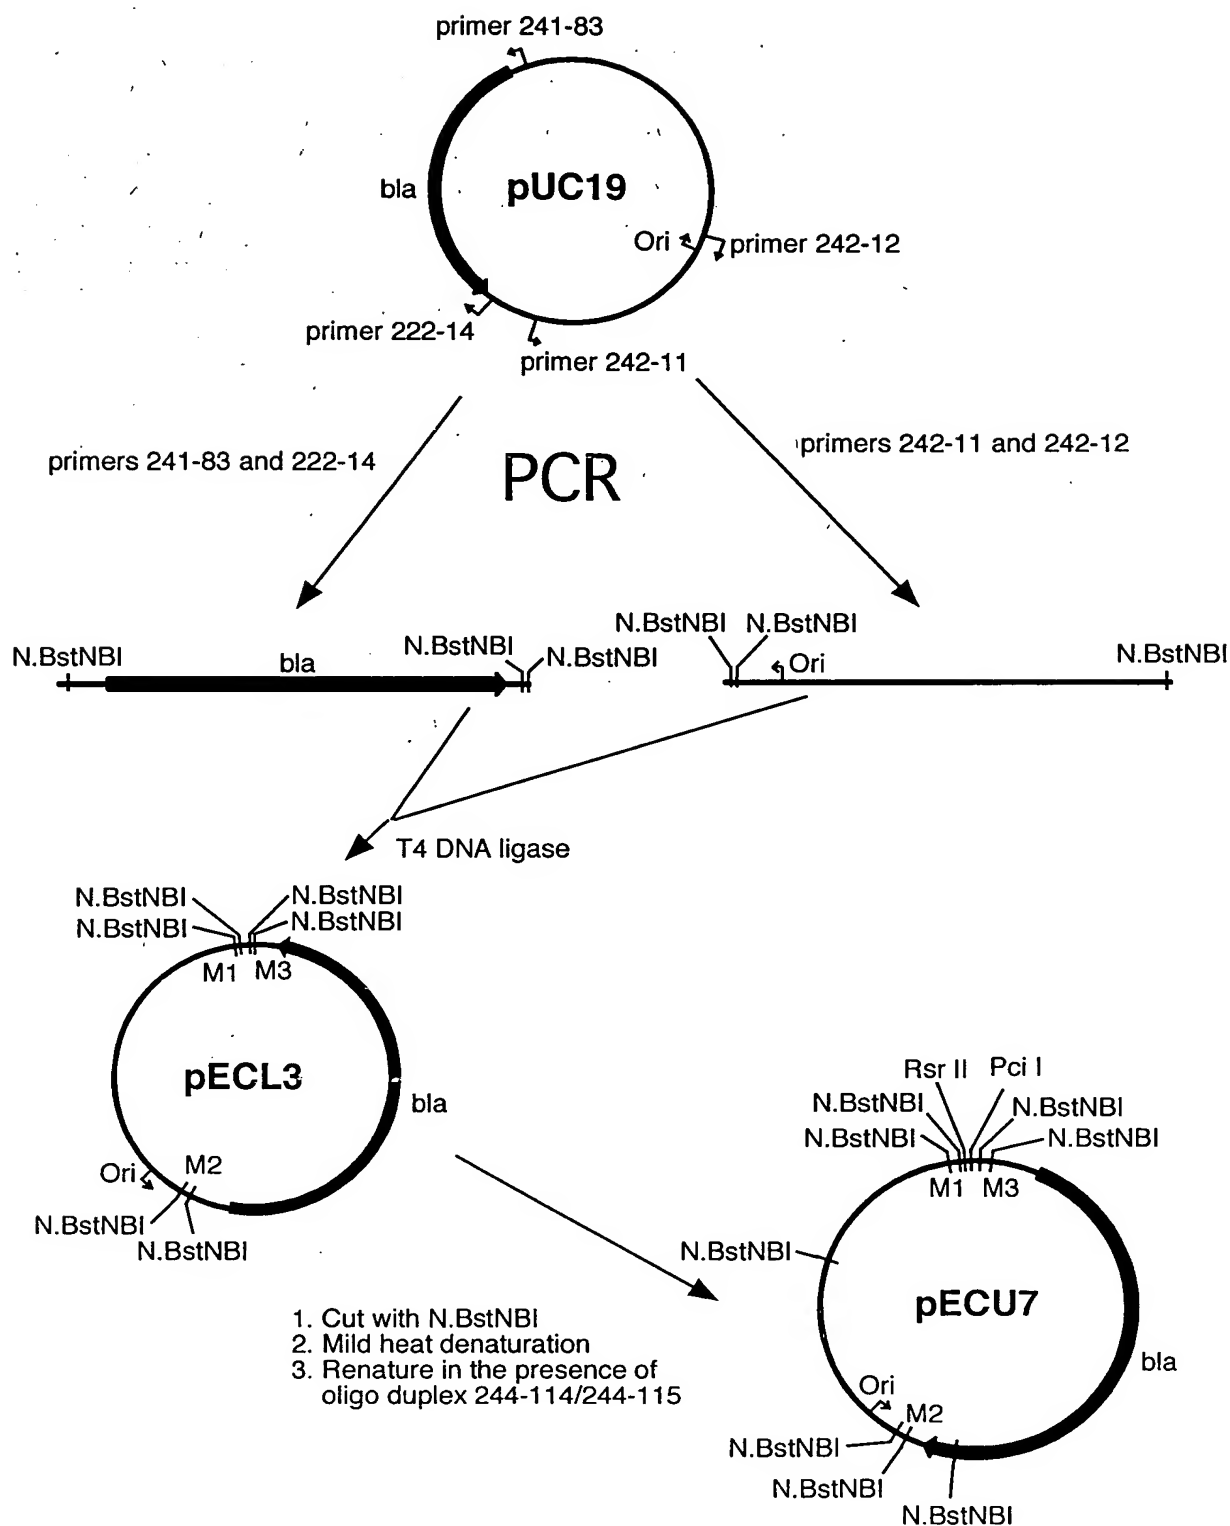 primer 241-83
bla
pUC19
Ori
primer 242-12
primer 222-14
primer 242-11
primers 241-83 and 222-14
PCR
primers 242-11 and 242-12
N.BstNBI
bla
N.BstNBI
N.BstNBI
N.BstNBI
N.BstNBI
Ori
N.BstNBI
T4 DNA ligase
N.BstNBI
N.BstNBI
N.BstNBI
N.BstNBI
M1
M3
pECL3
bla
Ori
M2
N.BstNBI
N.BstNBI
1. Cut with N.BstNBI
2. Mild heat denaturation
3. Renature in the presence of
oligo duplex 244-114/244-115
Rsr II
Pci I
N.BstNBI
N.BstNBI
N.BstNBI
N.BstNBI
M1
M3
N.BstNBI
pECU7
bla
Ori
M2
N.BstNBI
N.BstNBI
N.BstNBI